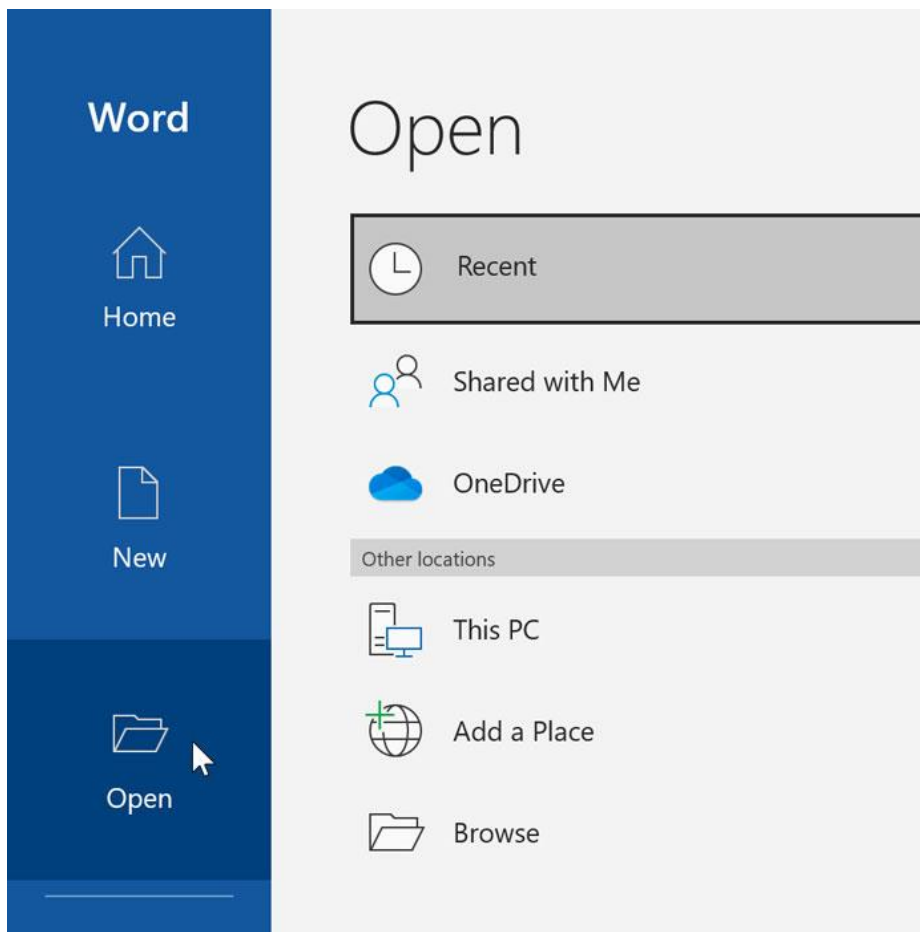 Word
Home
New
Open
Open
Recent
Shared with Me
OneDrive
Other locations
This PC
Add a Place
Browse